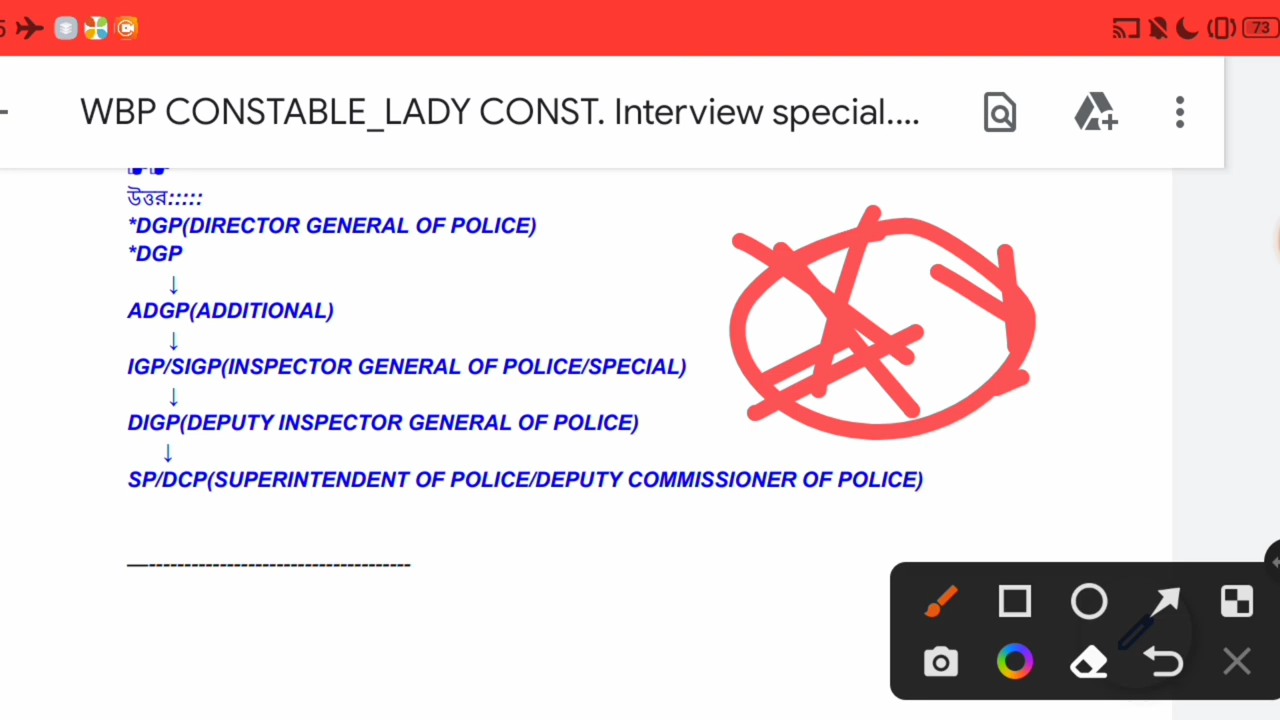 73
WBP CONSTABLE_LADY CONST. Interview special....
উত্তর:::::
*DGP(DIRECTOR GENERAL OF POLICE)
*DGP
↓
ADGP(ADDITIONAL)
↓
IGP/SIGP(INSPECTOR GENERAL OF POLICE/SPECIAL)
↓
DIGP(DEPUTY INSPECTOR GENERAL OF POLICE)
↓
SP/DCP(SUPERINTENDENT OF POLICE/DEPUTY COMMISSIONER OF POLICE)
—------------------------------------